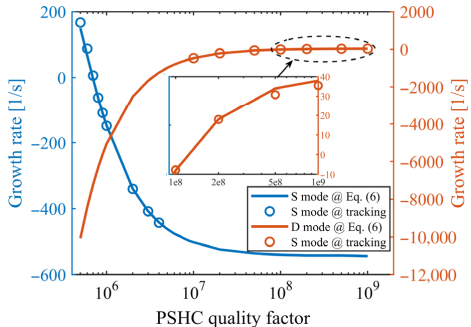 200
0
−200
−400
−600
Growth rate [1/s]
2000
0
−2000
−4000
−6000
−8000
−10,000
−12,000
Growth rate [1/s]
40
30
20
10
0
−10
1e8 2e8 5e8 1e9
S mode @ Eq. (6)
S mode @ tracking
D mode @ Eq. (6)
S mode @ tracking
10^6 10^7 10^8 10^9
PSHC quality factor